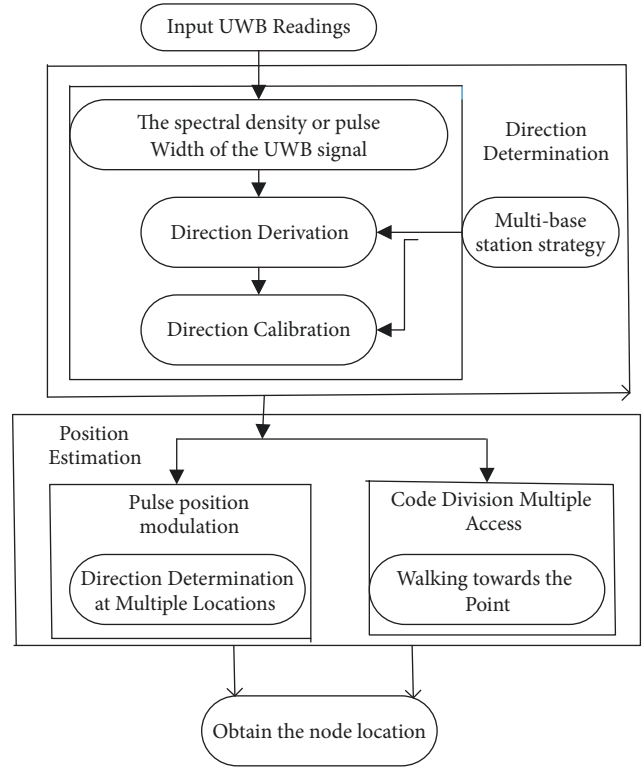 Input UWB Readings
The spectral density or pulse
Width of the UWB signal
Direction
Determination
Direction Derivation
Multi-base
station strategy
Direction Calibration
Position
Estimation
Pulse position
modulation
Direction Determination
at Multiple Locations
Code Division Multiple
Access
Walking towards the
Point
Obtain the node location